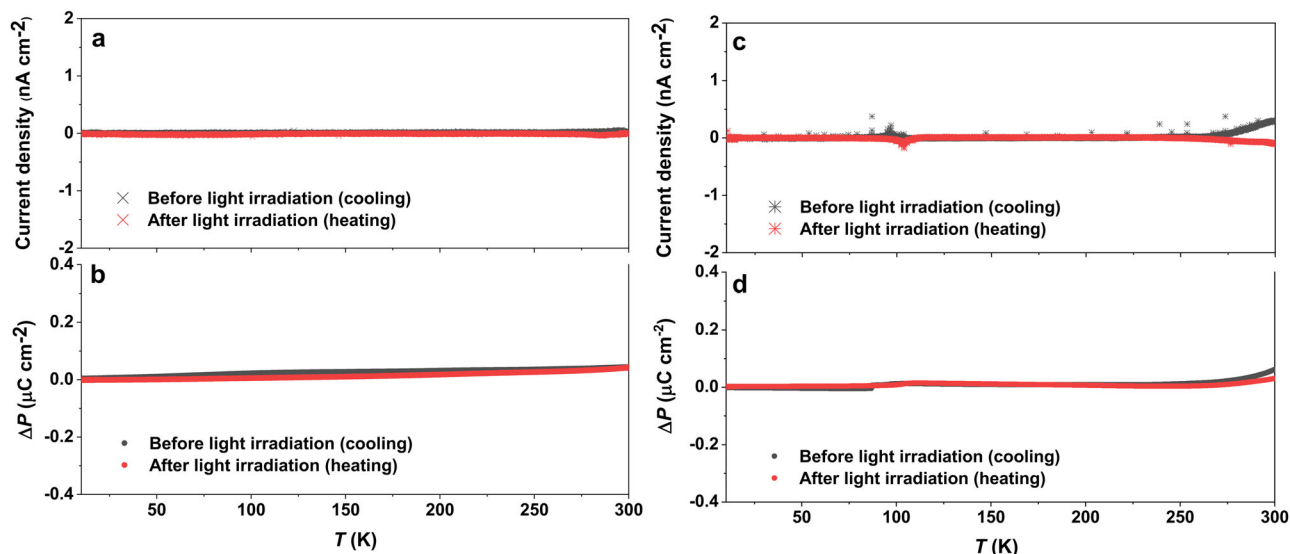 a
Current density (nA cm-2)
2
1
0
-1
-2
Before light irradiation (cooling)
After light irradiation (heating)
b
ΔP (μC cm-2)
0.4
0.2
0.0
-0.2
-0.4
Before light irradiation (cooling)
After light irradiation (heating)
50 100 150 200 250 300
T (K)
c
Current density (nA cm-2)
2
1
0
-1
-2
Before light irradiation (cooling)
After light irradiation (heating)
d
ΔP (μC cm-2)
0.4
0.2
0.0
-0.2
-0.4
Before light irradiation (cooling)
After light irradiation (heating)
50 100 150 200 250 300
T (K)